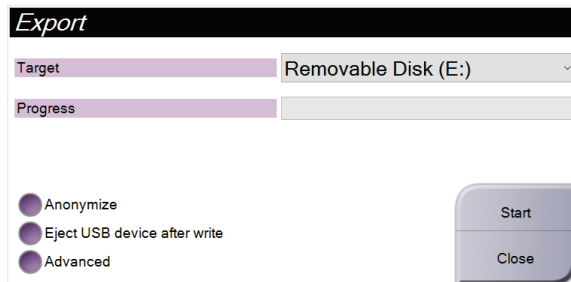 Export
Target
Removable Disk (E:)
Progress
Anonymize
Eject USB device after write
Advanced
Start
Close